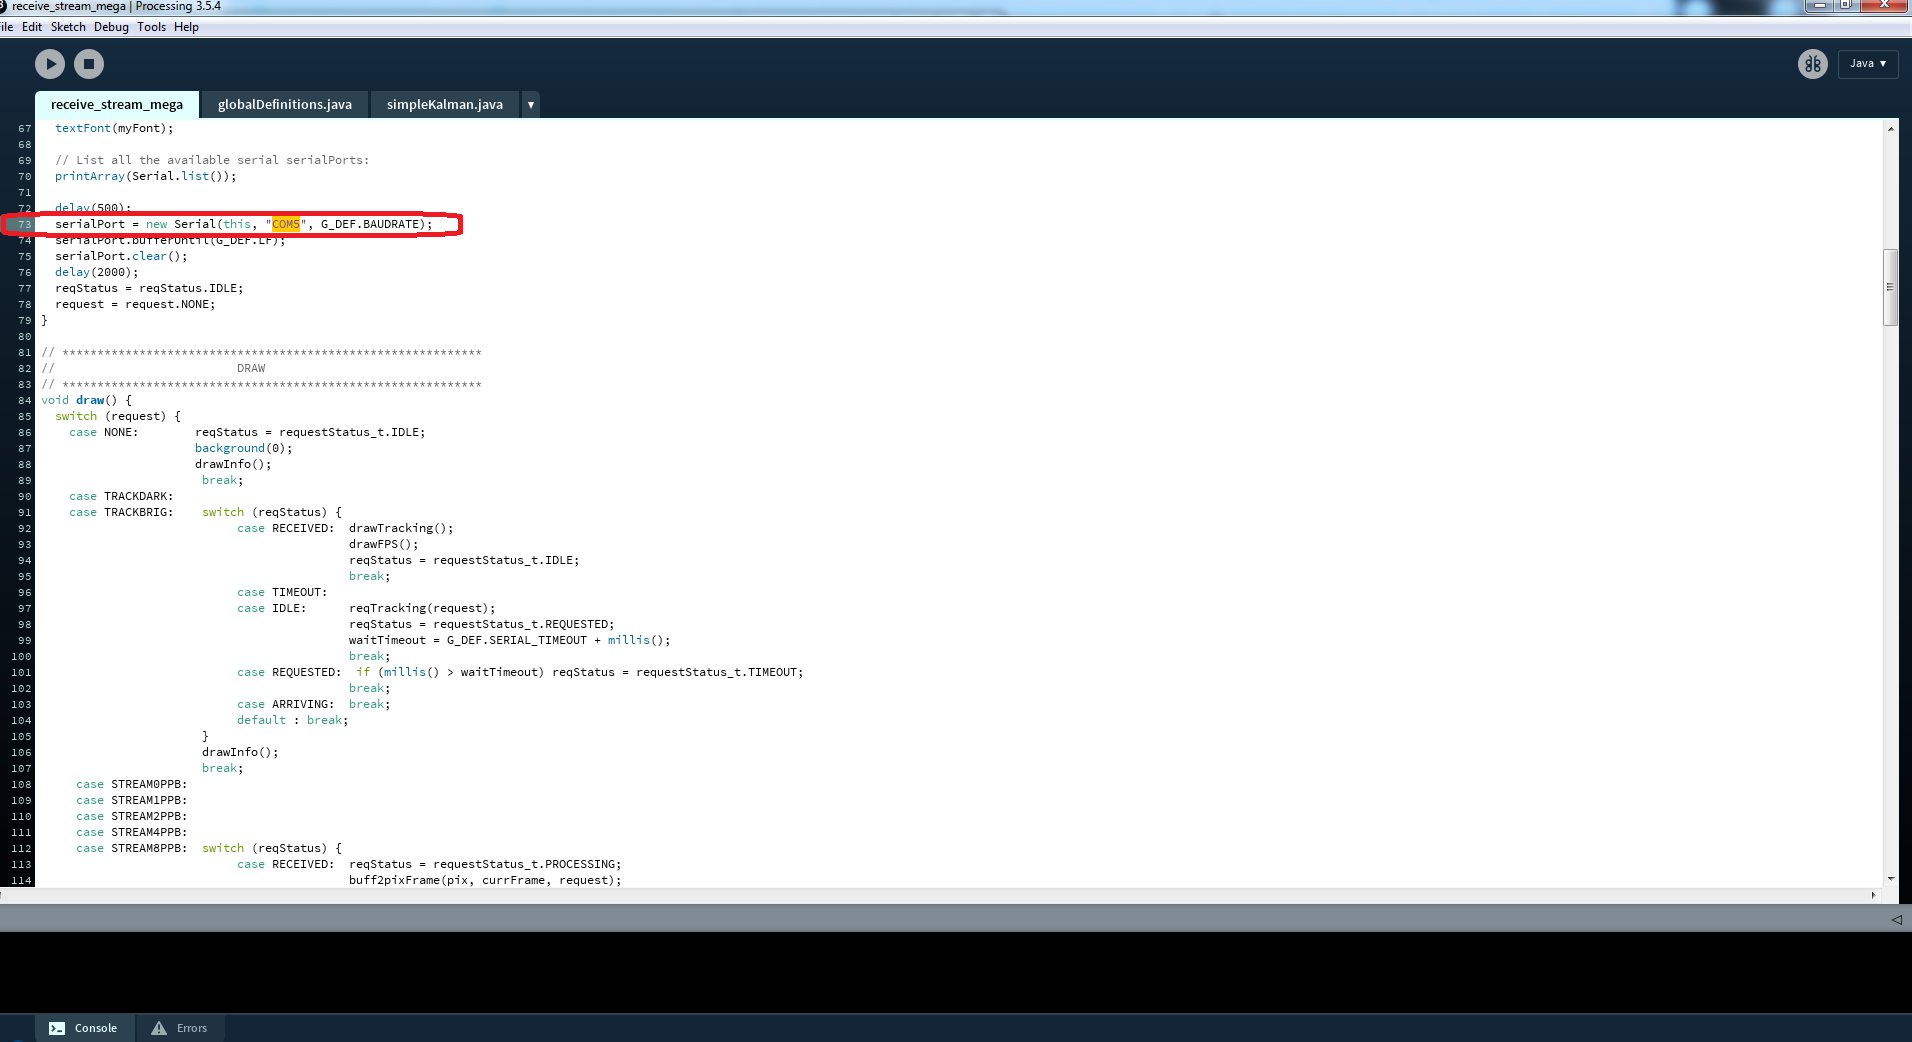 receive_stream_mega | Processing 3.5.4
ile Edit Sketch Debug Tools Help
Java ▼
receive_stream_mega globalDefinitions.java simpleKalman.java ▼
67 textFont(myFont);
68
69 // List all the available serial serialPorts:
70 printArray(Serial.list());
71
72 delay(500);
73 serialPort = new Serial(this, "COM5", G_DEF.BAUDRATE);
74 serialPort.bufferUntil(G_DEF.LF);
75 serialPort.clear();
76 delay(2000);
77 reqStatus = reqStatus.IDLE;
78 request = request.NONE;
79 }
80
81 // ************************************************************
82 // DRAW
83 // ************************************************************
84 void draw() {
85 switch (request) {
86 case NONE: reqStatus = requestStatus_t.IDLE;
87 background(0);
88 drawInfo();
89 break;
90 case TRACKDARK:
91 case TRACKBRIG: switch (reqStatus) {
92 case RECEIVED: drawTracking();
93 drawFPS();
94 reqStatus = requestStatus_t.IDLE;
95 break;
96 case TIMEOUT:
97 case IDLE: reqTracking(request);
98 reqStatus = requestStatus_t.REQUESTED;
99 waitTimeout = G_DEF.SERIAL_TIMEOUT + millis();
100 break;
101 case REQUESTED: if (millis() > waitTimeout) reqStatus = requestStatus_t.TIMEOUT;
102 break;
103 case ARRIVING: break;
104 default : break;
105 }
106 drawInfo();
107 break;
108 case STREAM0PPB:
109 case STREAM1PPB:
110 case STREAM2PPB:
111 case STREAM4PPB:
112 case STREAM8PPB: switch (reqStatus) {
113 case RECEIVED: reqStatus = requestStatus_t.PROCESSING;
114 buff2pixFrame(pix, currFrame, request);
Console Errors